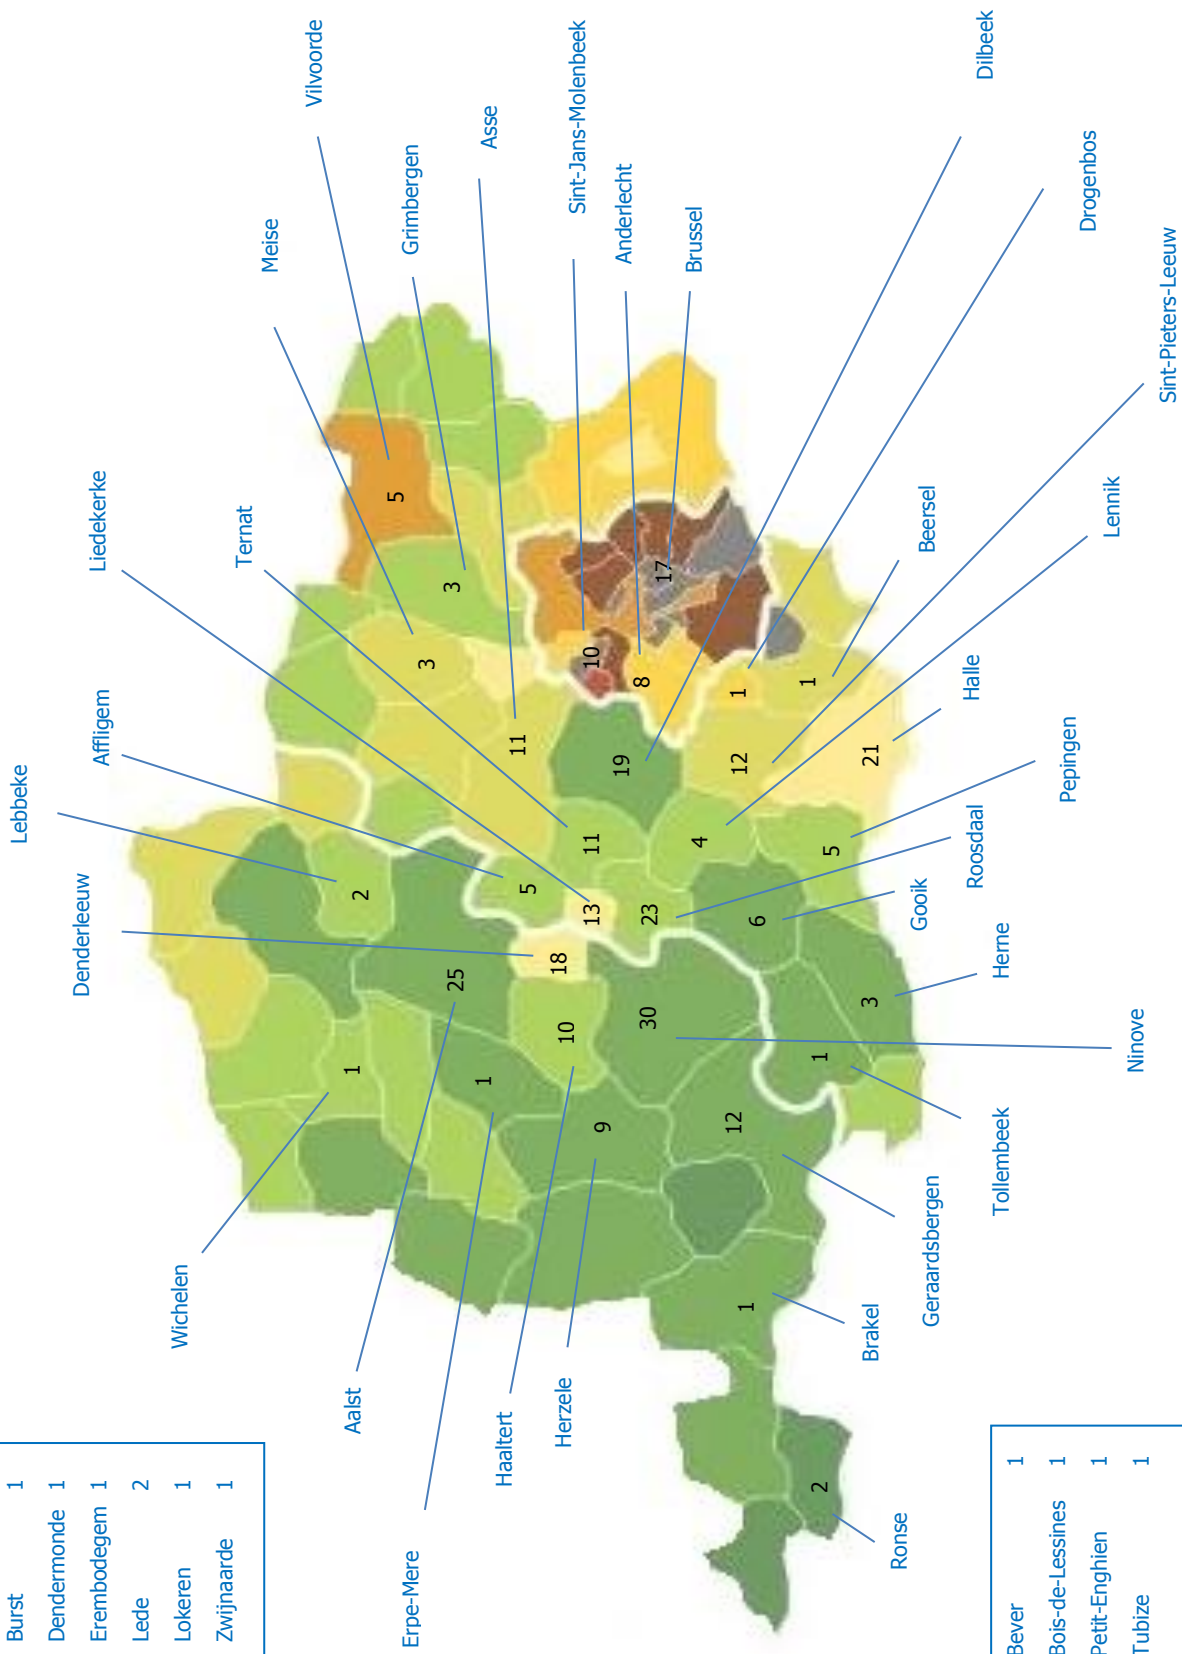 Burst 1
Dendermonde 1
Erembodegem 1
Lede 2
Lokeren 1
Zwijnaarde 1
Lebbeke
Denderleeuw
Affligem
Liedekerke
Ternat
Meise
Vilvoorde
Grimbergen
Asse
Sint-Jans-Molenbeek
Anderlecht
Brussel
Dilbeek
Drogenbos
Sint-Pieters-Leeuw
Lennik
Beersel
Halle
Pepingen
Roosdaal
Gooik
Herne
Ninove
Tollembeek
Geraardsbergen
Brakel
Ronse
Herzele
Haaltert
Erpe-Mere
Aalst
Wichelen
5
3
3
11
10
17
8
1
1
19
12
21
2
5
11
4
5
13
23
6
18
25
10
30
3
1
1
1
9
12
1
2
Bever 1
Bois-de-Lessines 1
Petit-Enghien 1
Tubize 1